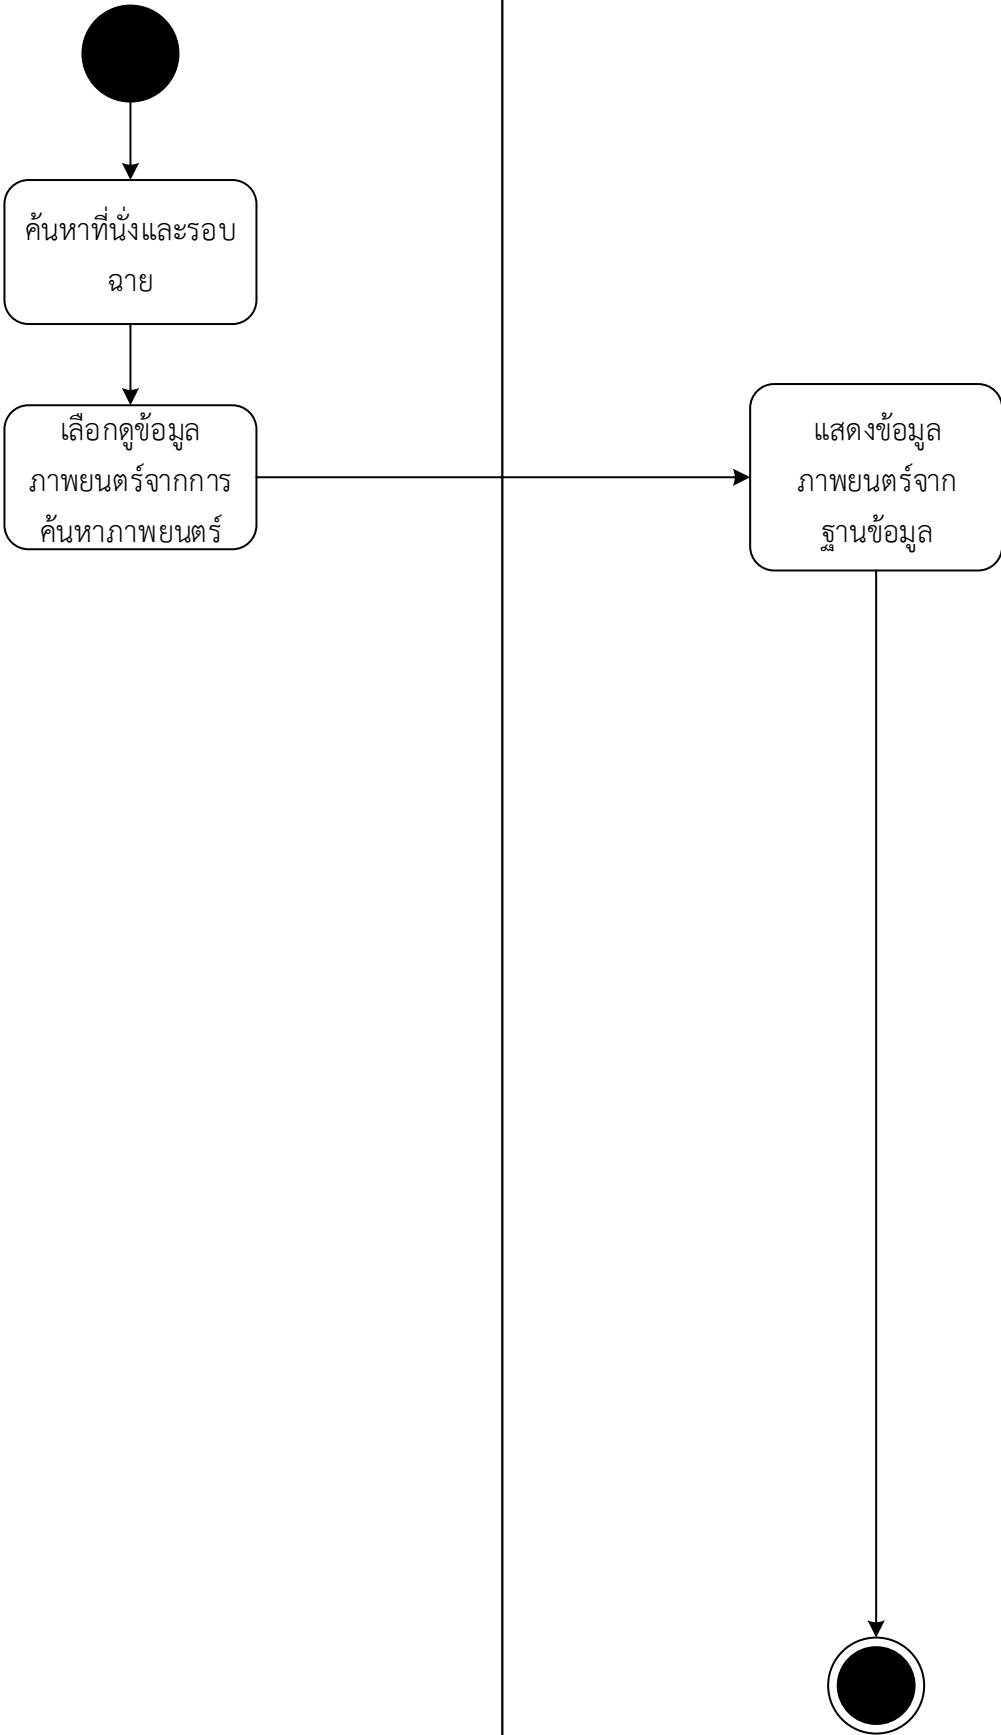 ค้นหาที่นั่งและรอบ
ฉาย
เลือกดูข้อมูล
ภาพยนตร์จากการ
ค้นหาภาพยนตร์
แสดงข้อมูล
ภาพยนตร์จาก
ฐานข้อมูล